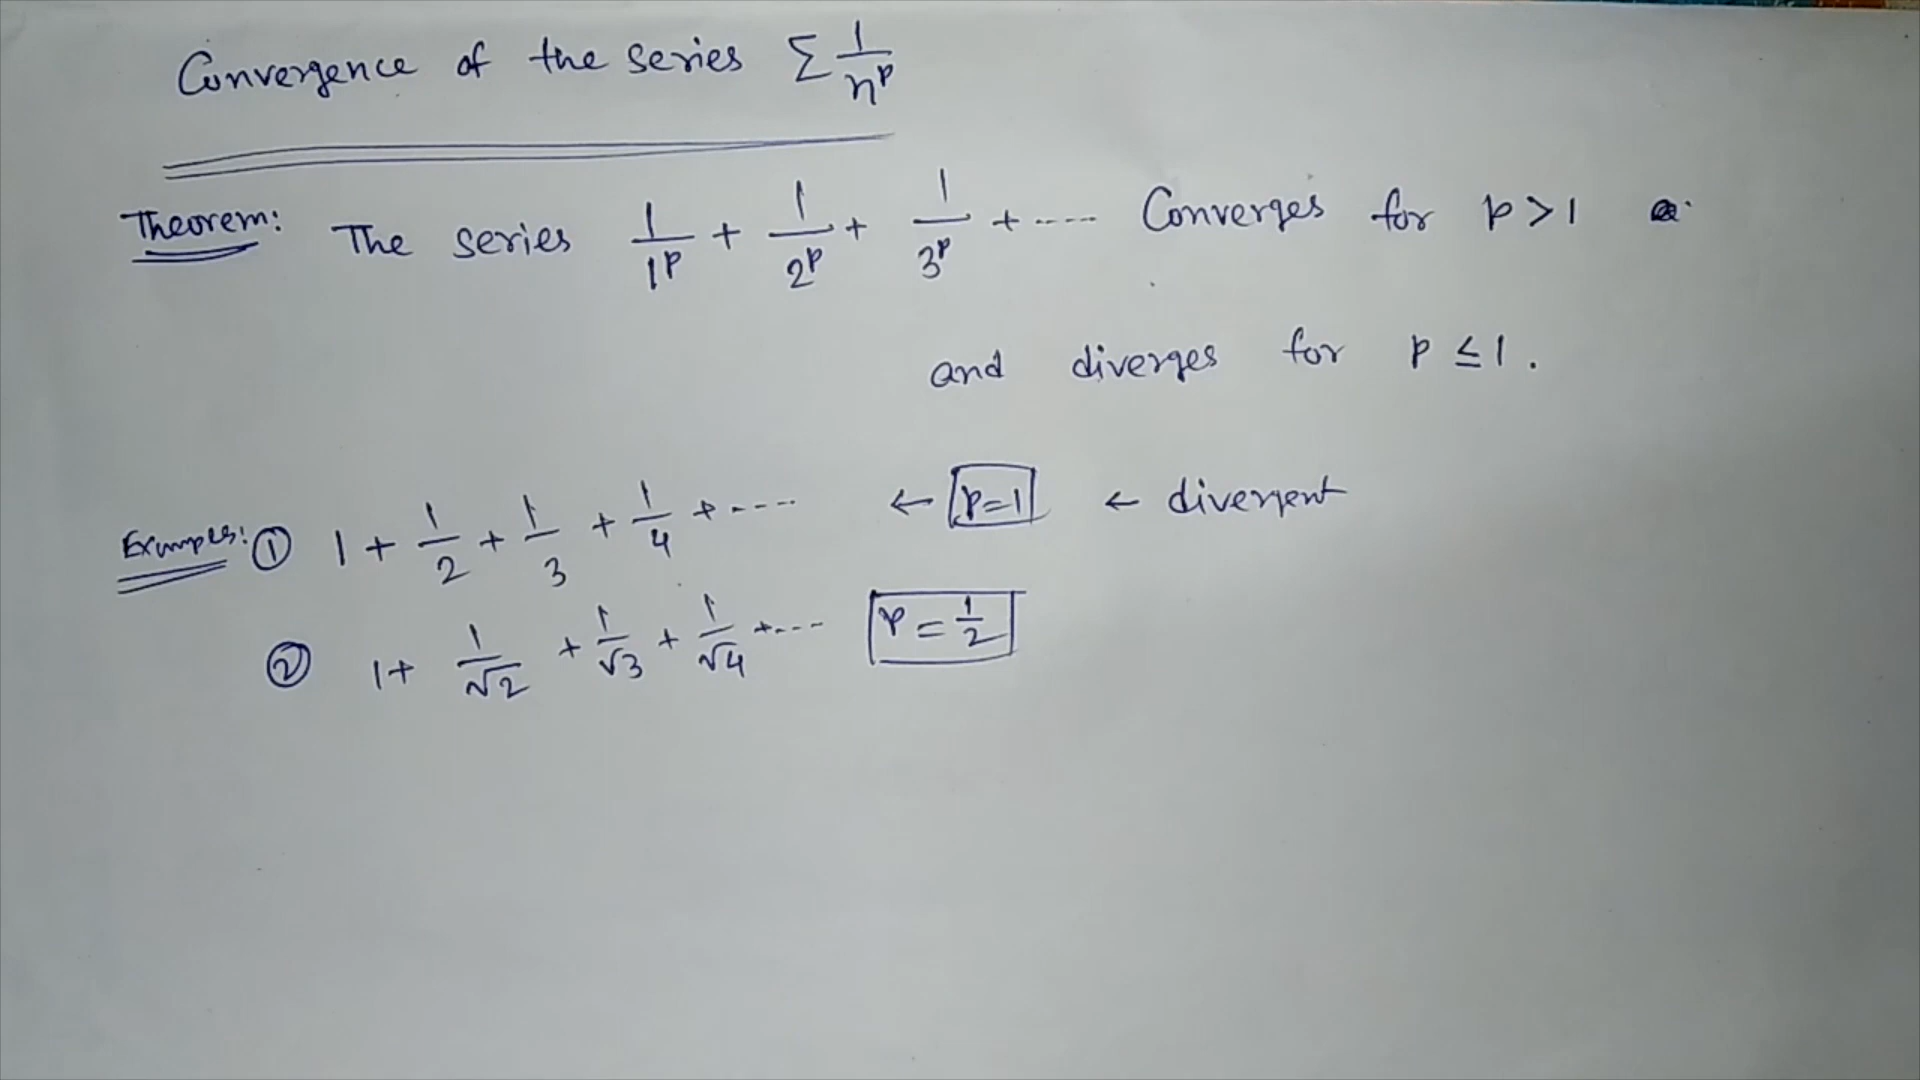 Convergence of the series Σ 1/n^p
Theorem: The series 1/1^p + 1/2^p + 1/3^p + ..... Converges for p>1
and diverges for p ≤ 1.
Examples: ① 1 + 1/2 + 1/3 + 1/4 + .... ← p=1 ← divergent
② 1 + 1/√2 + 1/√3 + 1/√4 + .... p = 1/2